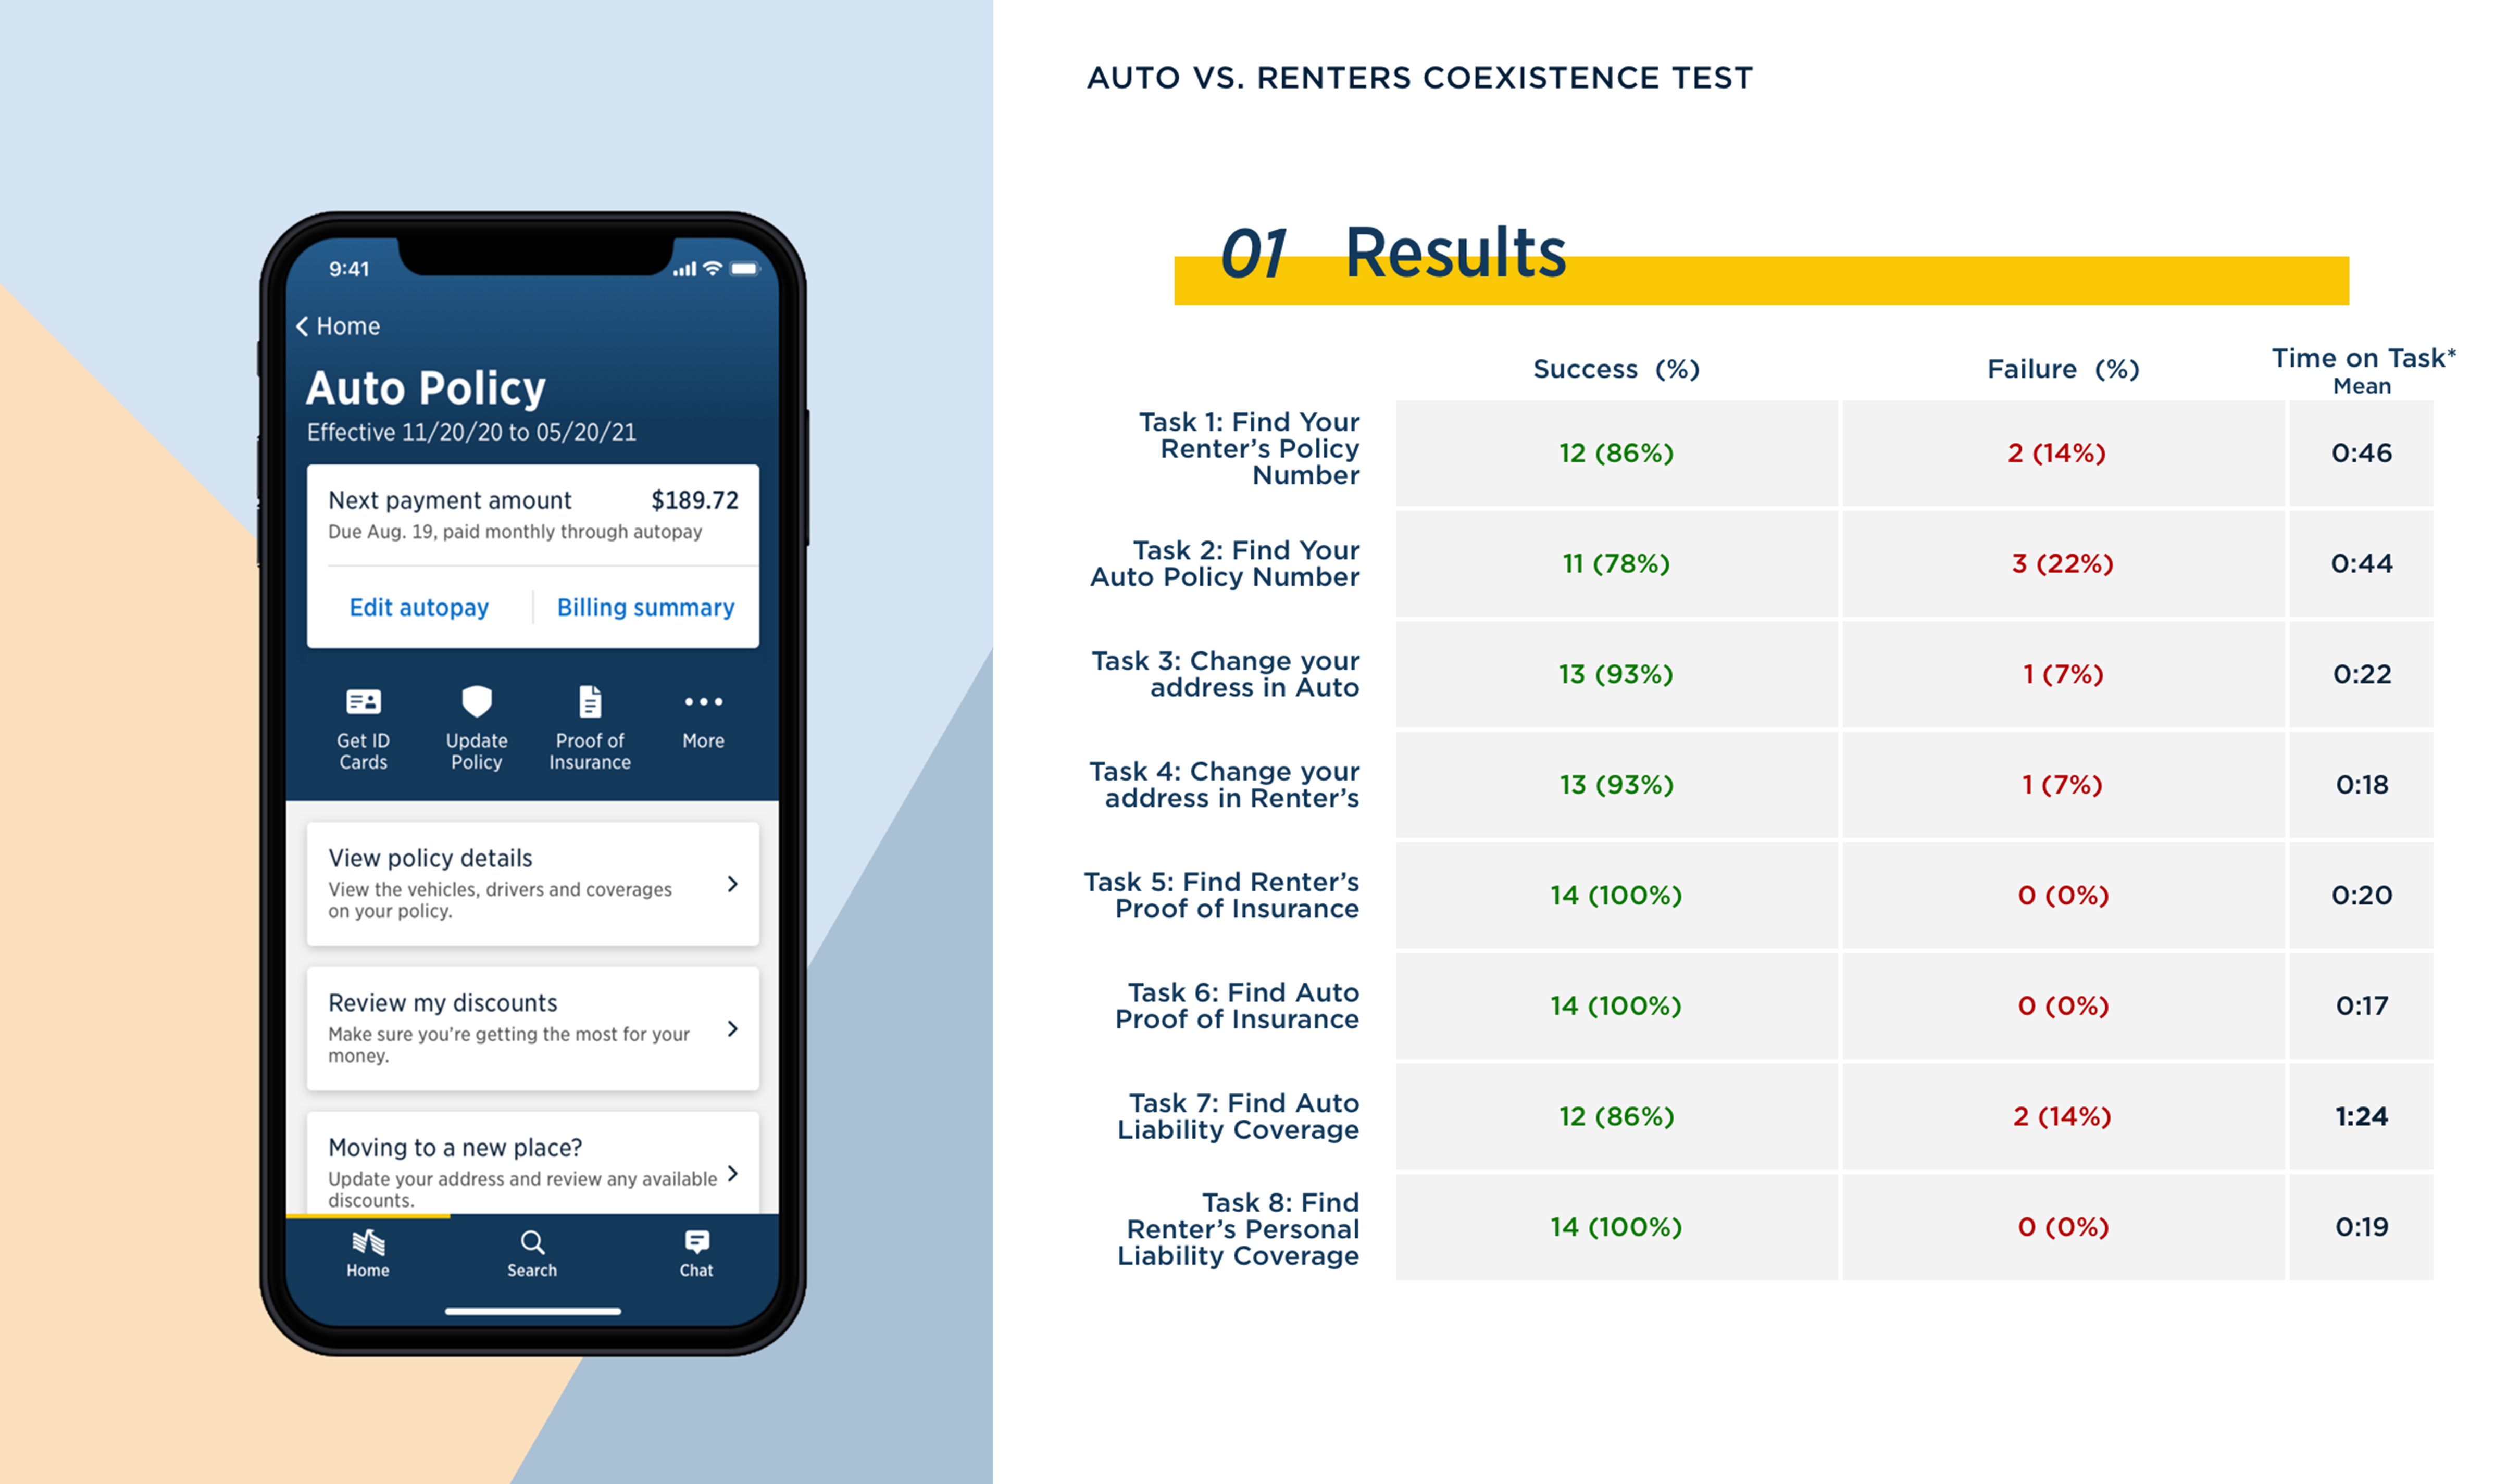 9:41
Home
Auto Policy
Effective 11/20/20 to 05/20/21
Next payment amount $189.72
Due Aug. 19, paid monthly through autopay
Edit autopay Billing summary
Get ID Cards
Update Policy
Proof of Insurance
More
View policy details
View the vehicles, drivers and coverages
on your policy.
Review my discounts
Make sure you're getting the most for your
money.
Moving to a new place?
Update your address and review any available
discounts.
Home Search Chat
AUTO VS. RENTERS COEXISTENCE TEST
01 Results
Success (%) Failure (%) Time on Task*
Mean
Task 1: Find Your
Renter’s Policy
Number
12 (86%) 2 (14%) 0:46
Task 2: Find Your
Auto Policy Number
11 (78%) 3 (22%) 0:44
Task 3: Change your
address in Auto
13 (93%) 1 (7%) 0:22
Task 4: Change your
address in Renter’s
13 (93%) 1 (7%) 0:18
Task 5: Find Renter’s
Proof of Insurance
14 (100%) 0 (0%) 0:20
Task 6: Find Auto
Proof of Insurance
14 (100%) 0 (0%) 0:17
Task 7: Find Auto
Liability Coverage
12 (86%) 2 (14%) 1:24
Task 8: Find
Renter’s Personal
Liability Coverage
14 (100%) 0 (0%) 0:19